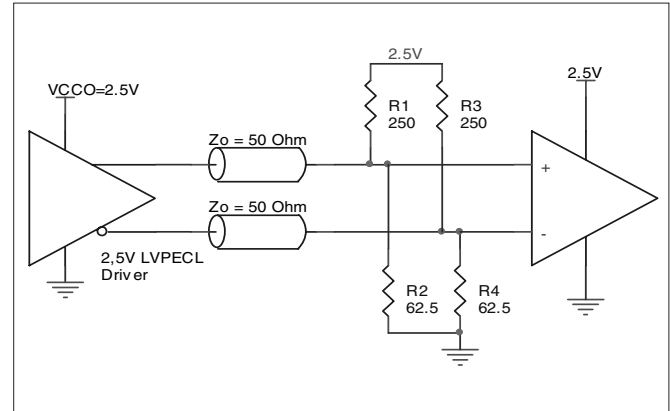 2.5V
VCCO=2.5V
2.5V
R1
250
R3
250
Zo = 50 Ohm
+
Zo = 50 Ohm
-
2,5V LVPECL
Driver
R2
62.5
R4
62.5